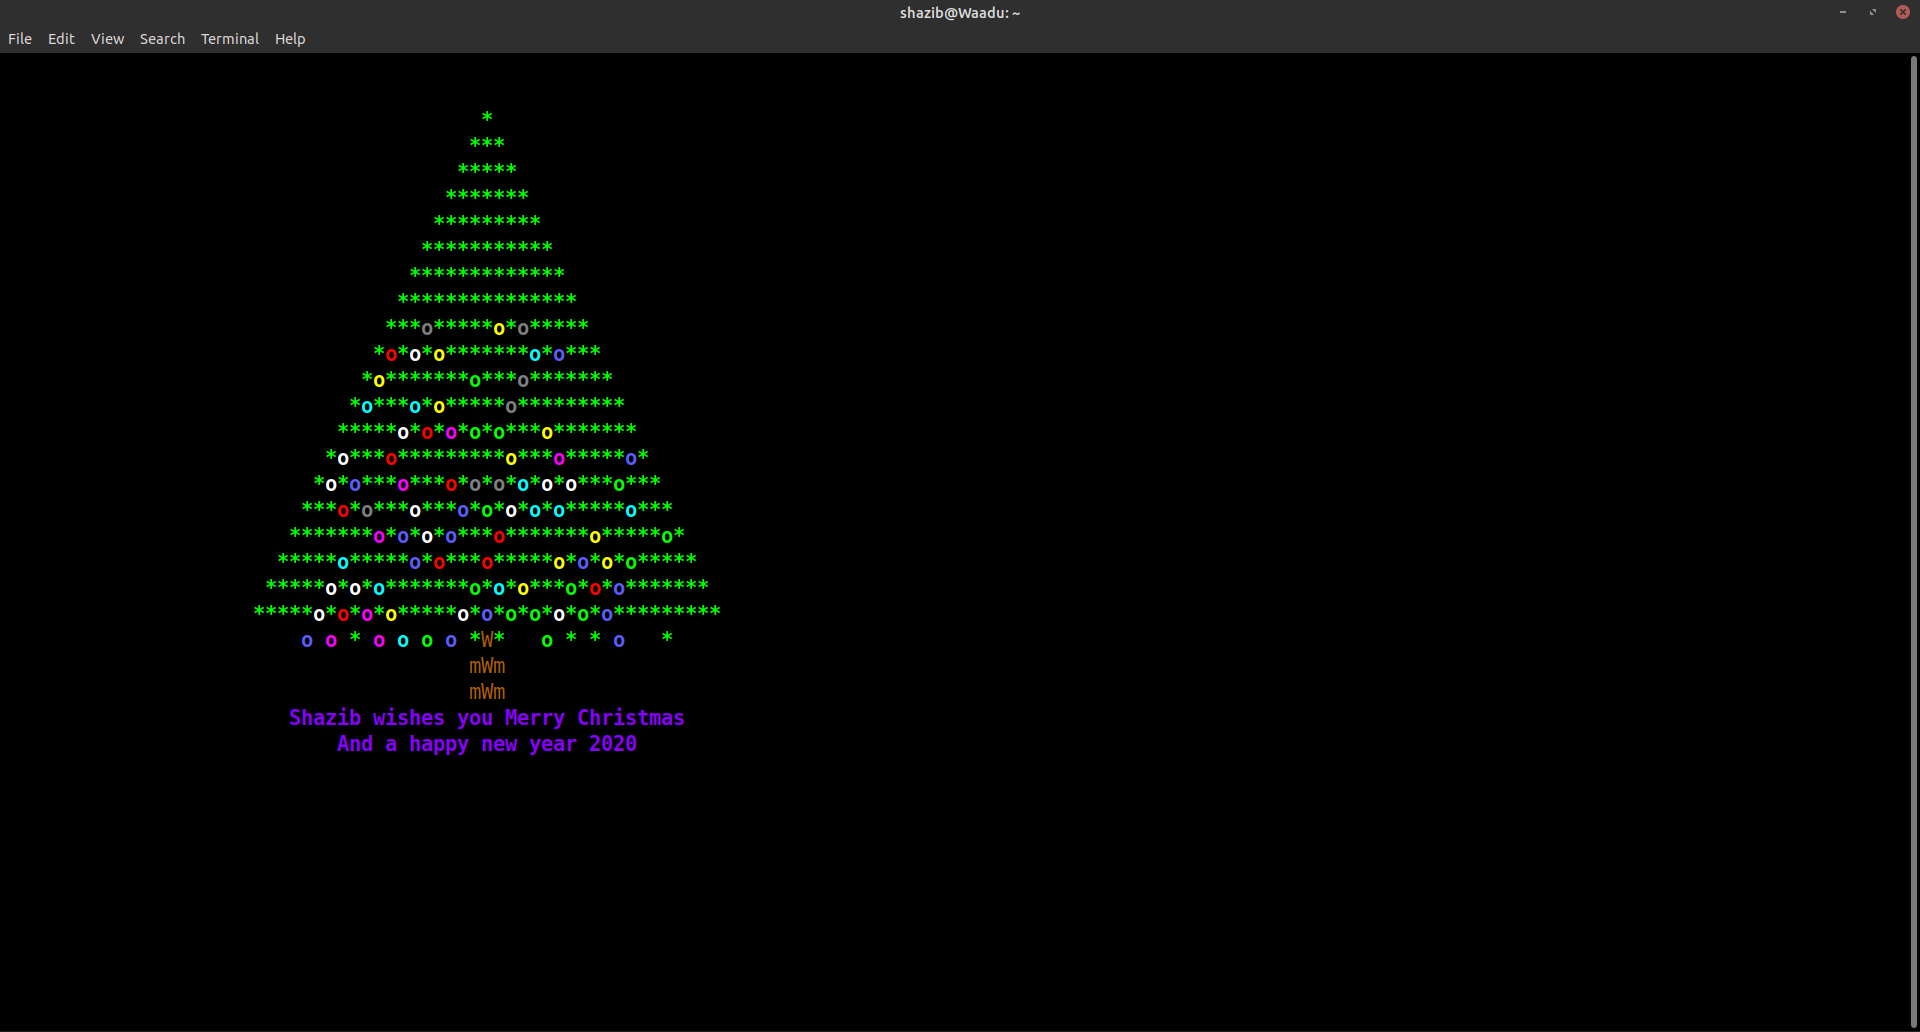 shazib@Waadu: ~
File Edit View Search Terminal Help
*
***
*****
*******
*********
***********
*************
***************
***o*****o*o*****
*o*o*o*******o*o***
*o*******o***o*******
*o***o*o*****o*********
*****o*o*o*o*o***o*******
*o***o*********o***o*****o*
*o*o***o***o*o*o*o*o*o***o***
***o*o***o***o*o*o*o*o*****o***
*******o*o*o*o***o*******o*****o*
*****o*****o*o***o*****o*o*o*o*****
*****o*o*o*******o*o*o***o*o*o*******
*****o*o*o*o*****o*o*o*o*o*o*o*********
o o * o o o o *W*   o * * o   *
mWm
mWm
Shazib wishes you Merry Christmas
And a happy new year 2020